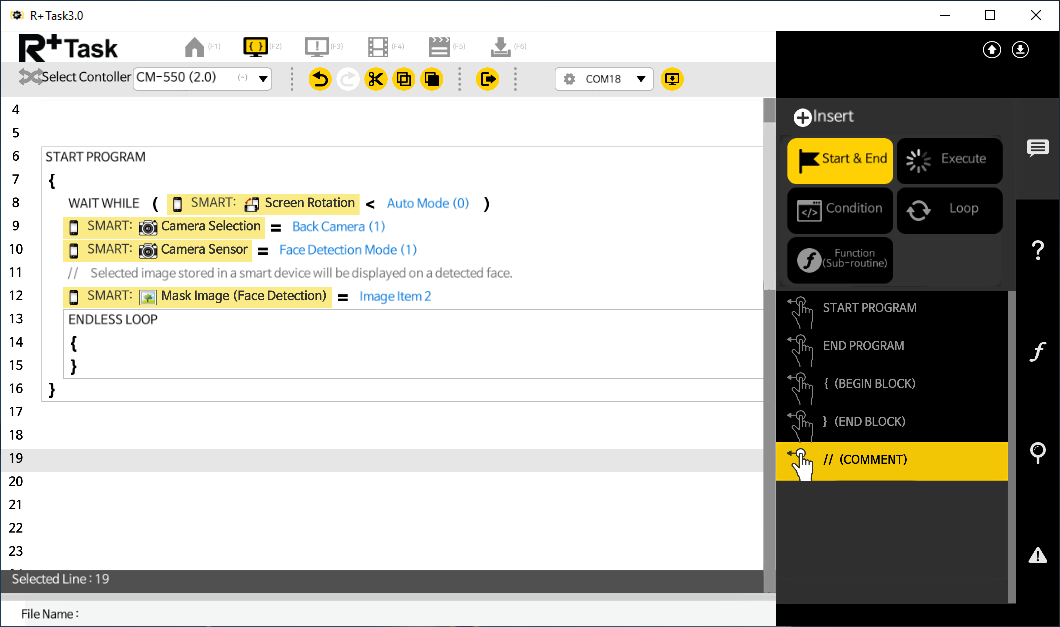 R+ Task3.0
R+Task (F1) (F2) (F3) (F4) (F5) (F6)
Select Contoller CM-550 (2.0) (-) COM18
4
5
6 START PROGRAM
7 {
8 WAIT WHILE ( SMART: Screen Rotation < Auto Mode (0) )
9 SMART: Camera Selection = Back Camera (1)
10 SMART: Camera Sensor = Face Detection Mode (1)
11 // Selected image stored in a smart device will be displayed on a detected face.
12 SMART: Mask Image (Face Detection) = Image Item 2
13 ENDLESS LOOP
14 {
15 }
16 }
17
18
19
20
21
22
23
Selected Line : 19
File Name :
Insert
Start & End Execute
Condition Loop
Function
(Sub-routine)
START PROGRAM
END PROGRAM
{ (BEGIN BLOCK)
} (END BLOCK)
// (COMMENT)